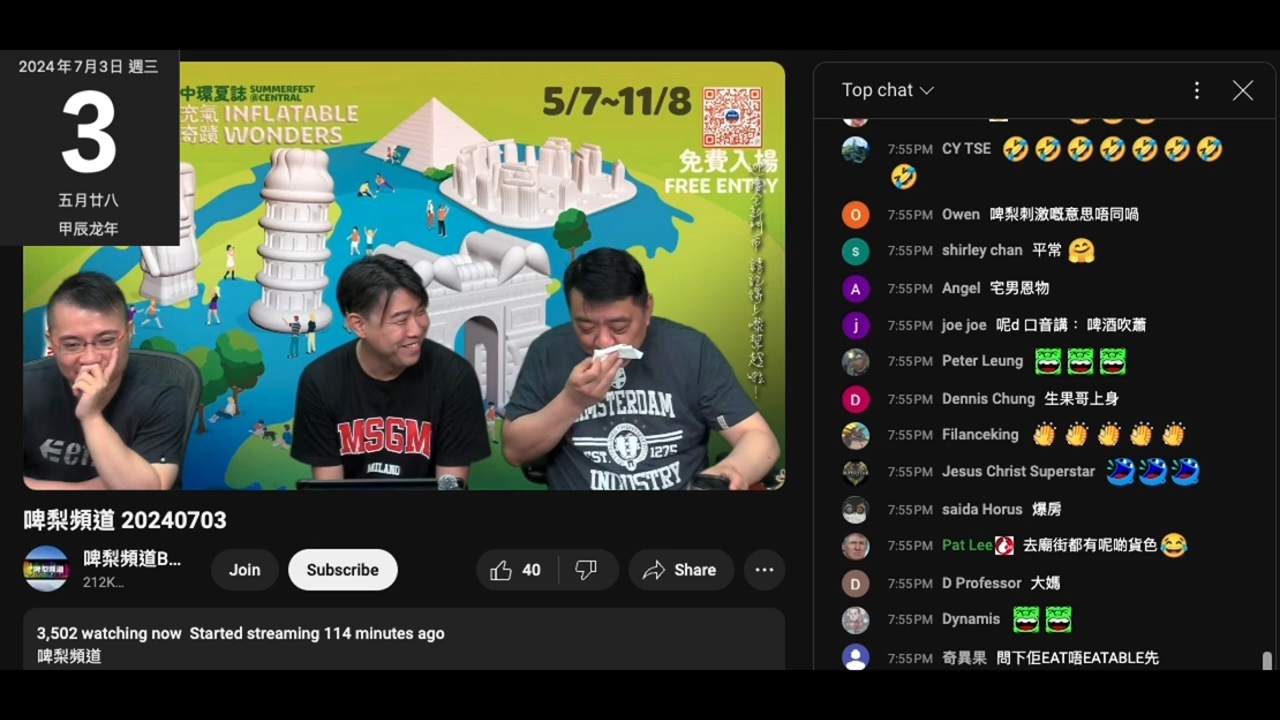 2024年7月3日 週三
3
五月廿八
甲辰龙年
中環夏誌 SUMMERFEST @CENTRAL
充氣 INFLATABLE
奇蹟 WONDERS
5/7~11/8
免費入場
FREE ENTRY
MSGM
MILANO
AMSTERDAM
EST. 1275
INDUSTRY
啤梨頻道 20240703
啤梨頻道B...
212K...
Join
Subscribe
40
Share
3,502 watching now Started streaming 114 minutes ago
啤梨頻道
Top chat
7:55PM CY TSE 🤣🤣🤣🤣🤣🤣🤣
🤣
7:55PM Owen 啤梨刺激嘅意思唔同喎
7:55PM shirley chan 平常 🤗
7:55PM Angel 宅男恩物
7:55PM joe joe 呢d 口音講： 啤酒吹蕭
7:55PM Peter Leung
7:55PM Dennis Chung 生果哥上身
7:55PM Filanceking 👏👏👏👏👏
7:55PM Jesus Christ Superstar
7:55PM saida Horus 爆房
7:55PM Pat Lee 去廟街都有呢啲貨色😂
7:55PM D Professor 大媽
7:55PM Dynamis
7:55PM 奇異果 問下佢EAT唔EATABLE先